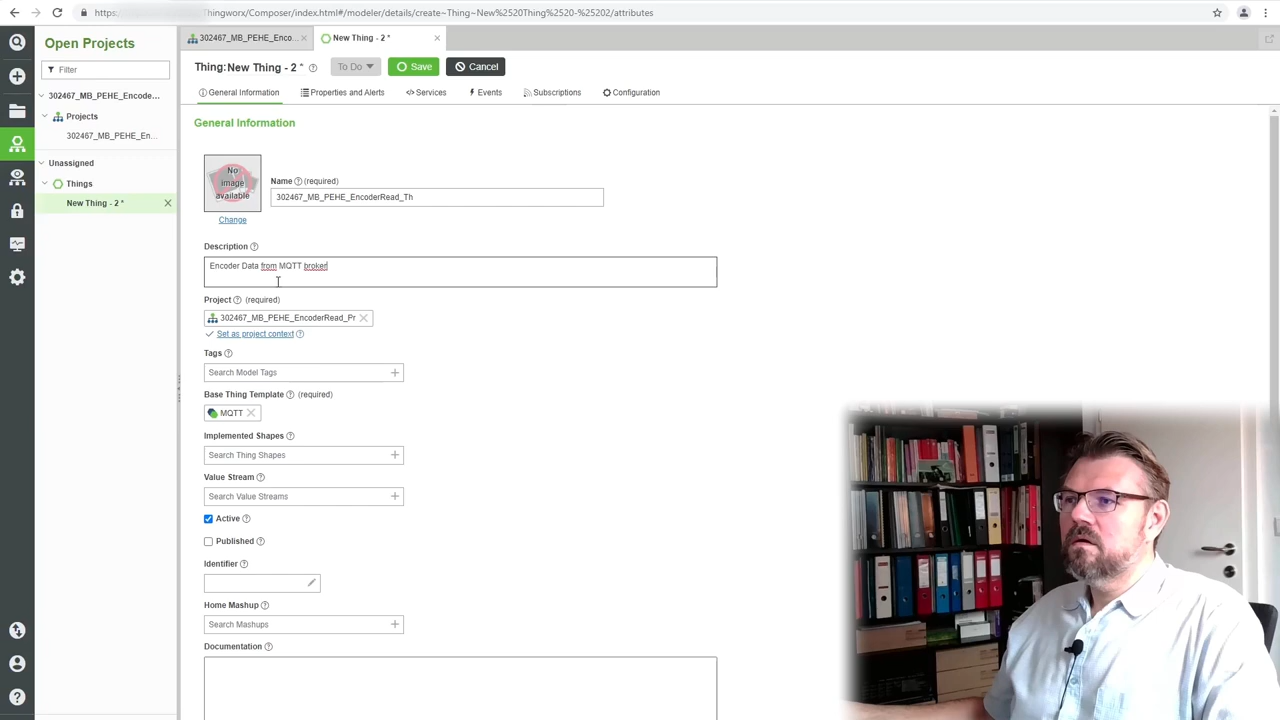 https:/
Thingworx/Composer/index.html#/modeler/details/create~Thing~New%2520Thing%2520-%25202/attributes
Open Projects
Filter
302467_MB_PEHE_Encode...
Projects
302467_MB_PEHE_En...
Unassigned
Things
New Thing - 2 *
302467_MB_PEHE_Enco...
New Thing - 2 *
Thing: New Thing - 2 *
To Do
Save
Cancel
General Information
Properties and Alerts
Services
Events
Subscriptions
Configuration
General Information
No image available
Change
Name (required)
302467_MB_PEHE_EncoderRead_Th
Description
Encoder Data from MQTT broker
Project (required)
302467_MB_PEHE_EncoderRead_Pr
Set as project context
Tags
Search Model Tags
Base Thing Template (required)
MQTT
Implemented Shapes
Search Thing Shapes
Value Stream
Search Value Streams
Active
Published
Identifier
Home Mashup
Search Mashups
Documentation